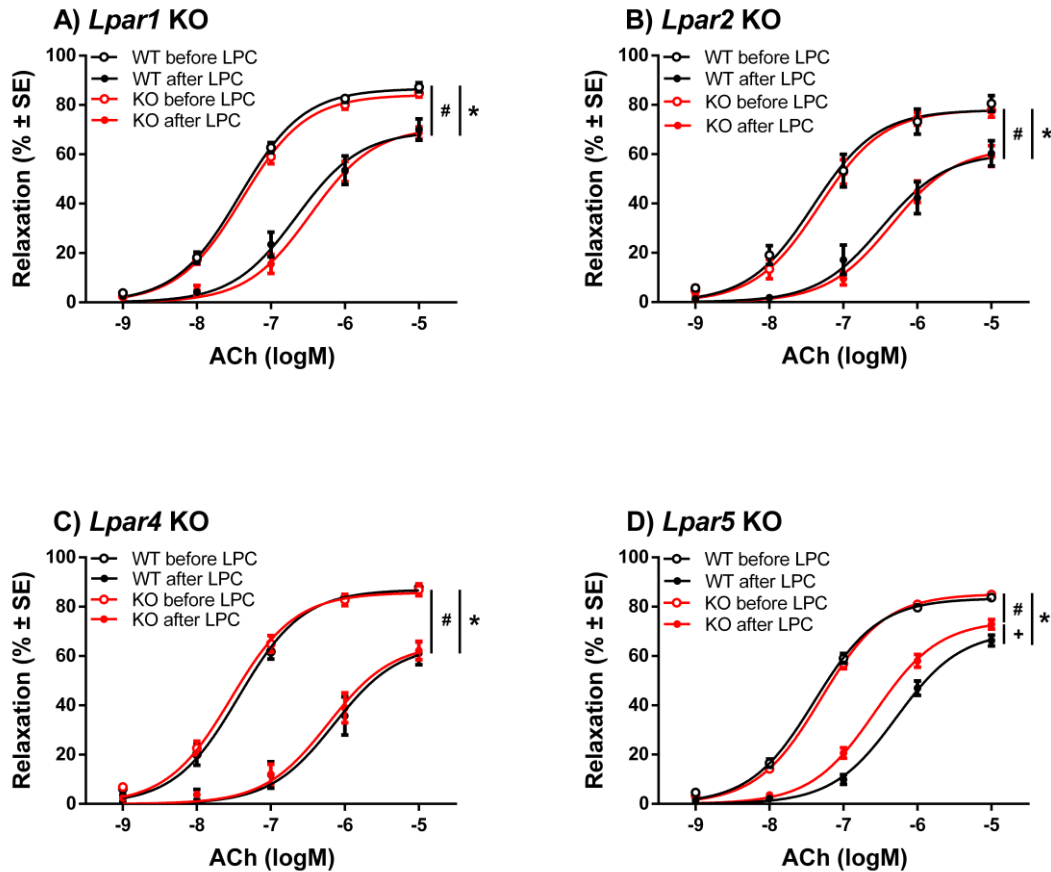 A) Lpar1 KO
100
80
60
40
20
0
Relaxation (% ± SE)
WT before LPC
WT after LPC
KO before LPC
KO after LPC
# *
-9 -8 -7 -6 -5
ACh (logM)
B) Lpar2 KO
100
80
60
40
20
0
Relaxation (% ± SE)
WT before LPC
WT after LPC
KO before LPC
KO after LPC
# *
-9 -8 -7 -6 -5
ACh (logM)
C) Lpar4 KO
100
80
60
40
20
0
Relaxation (% ± SE)
WT before LPC
WT after LPC
KO before LPC
KO after LPC
# *
-9 -8 -7 -6 -5
ACh (logM)
D) Lpar5 KO
100
80
60
40
20
0
Relaxation (% ± SE)
WT before LPC
WT after LPC
KO before LPC
KO after LPC
# *
+
-9 -8 -7 -6 -5
ACh (logM)